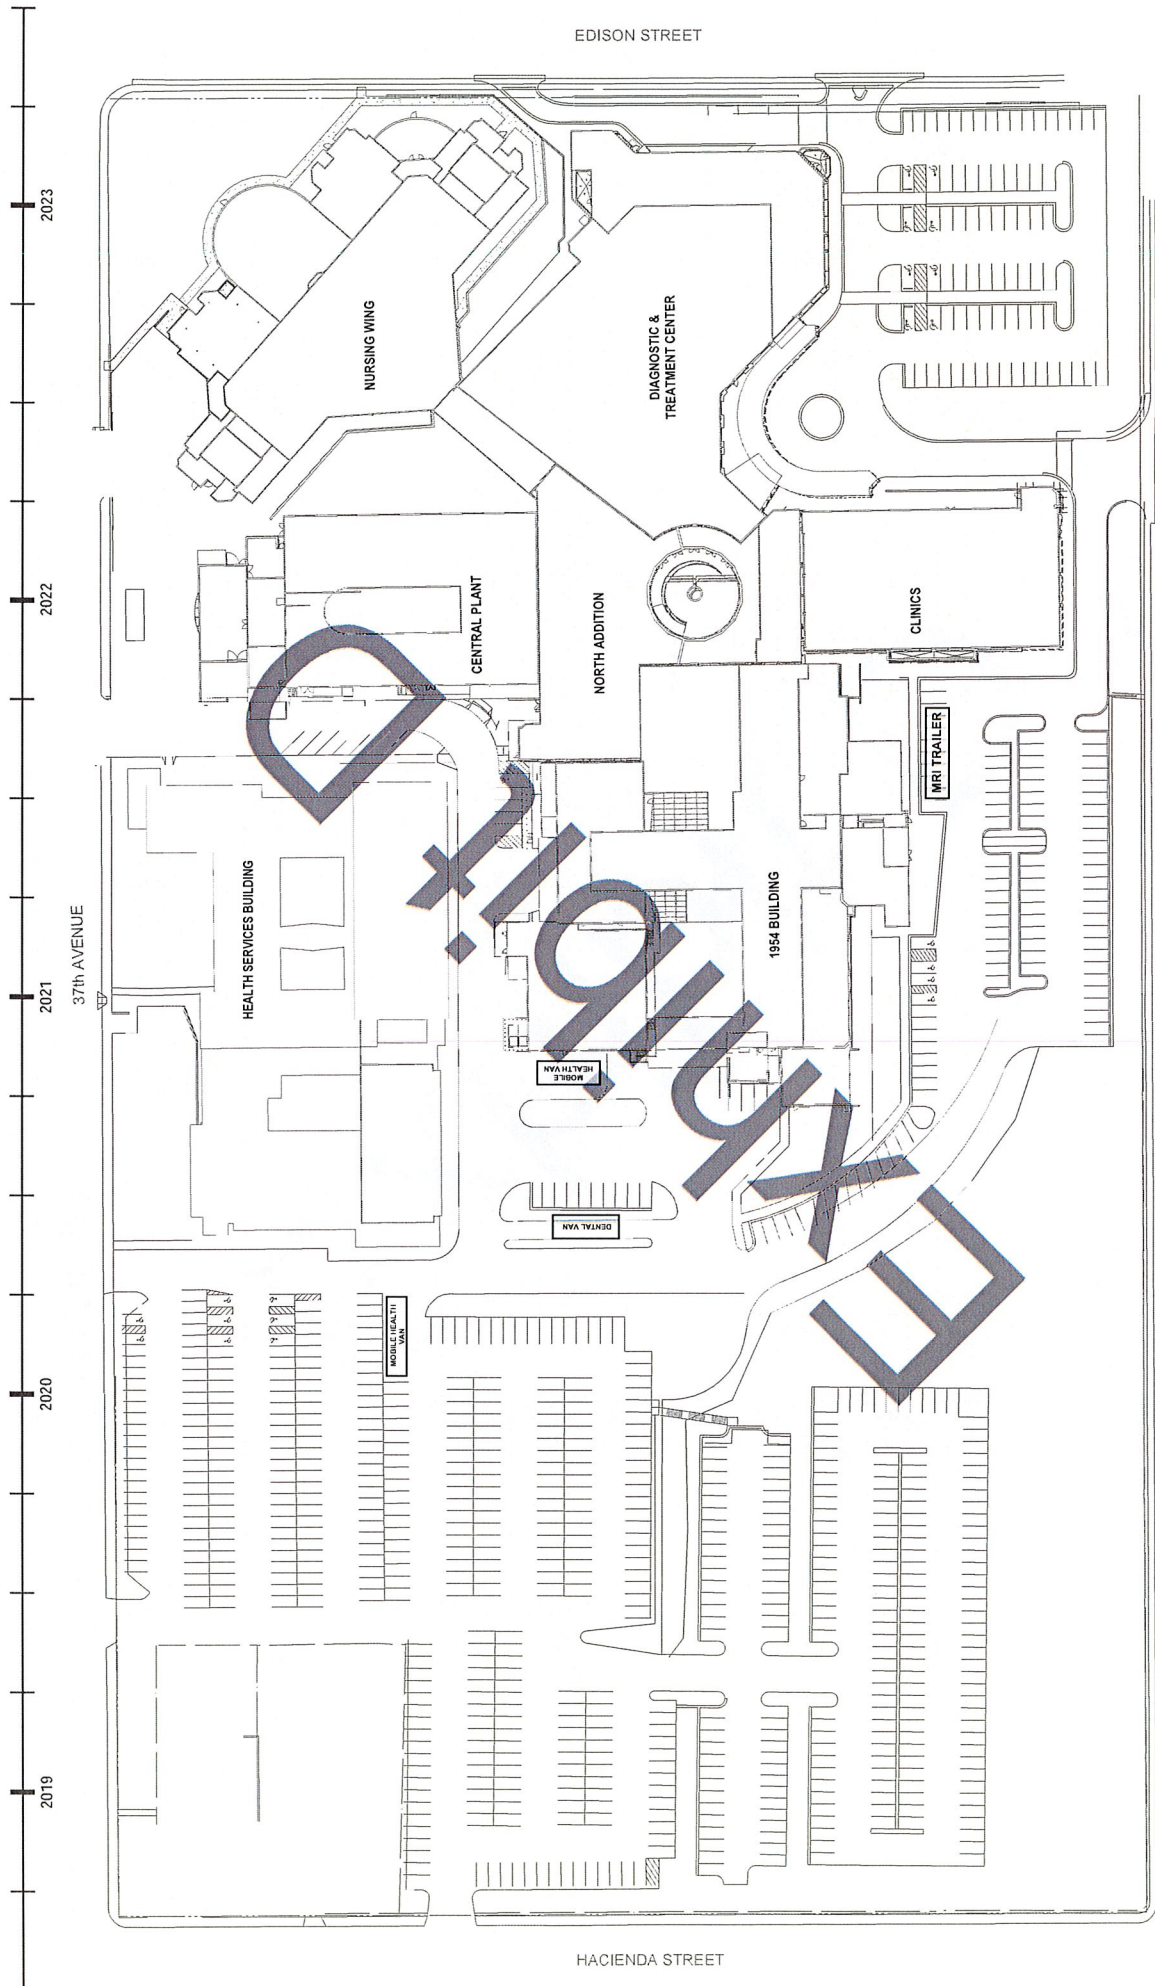 EDISON STREET
2023
NURSING WING
DIAGNOSTIC &
TREATMENT CENTER
2022
CENTRAL PLANT
NORTH ADDITION
CLINICS
MRI TRAILER
37th AVENUE
HEALTH SERVICES BUILDING
1954 BUILDING
2021
MOBILE
HEALTH VAN
DENTAL VAN
MOBILE HEALTH
VAN
2020
2019
HACIENDA STREET
Exhibit D